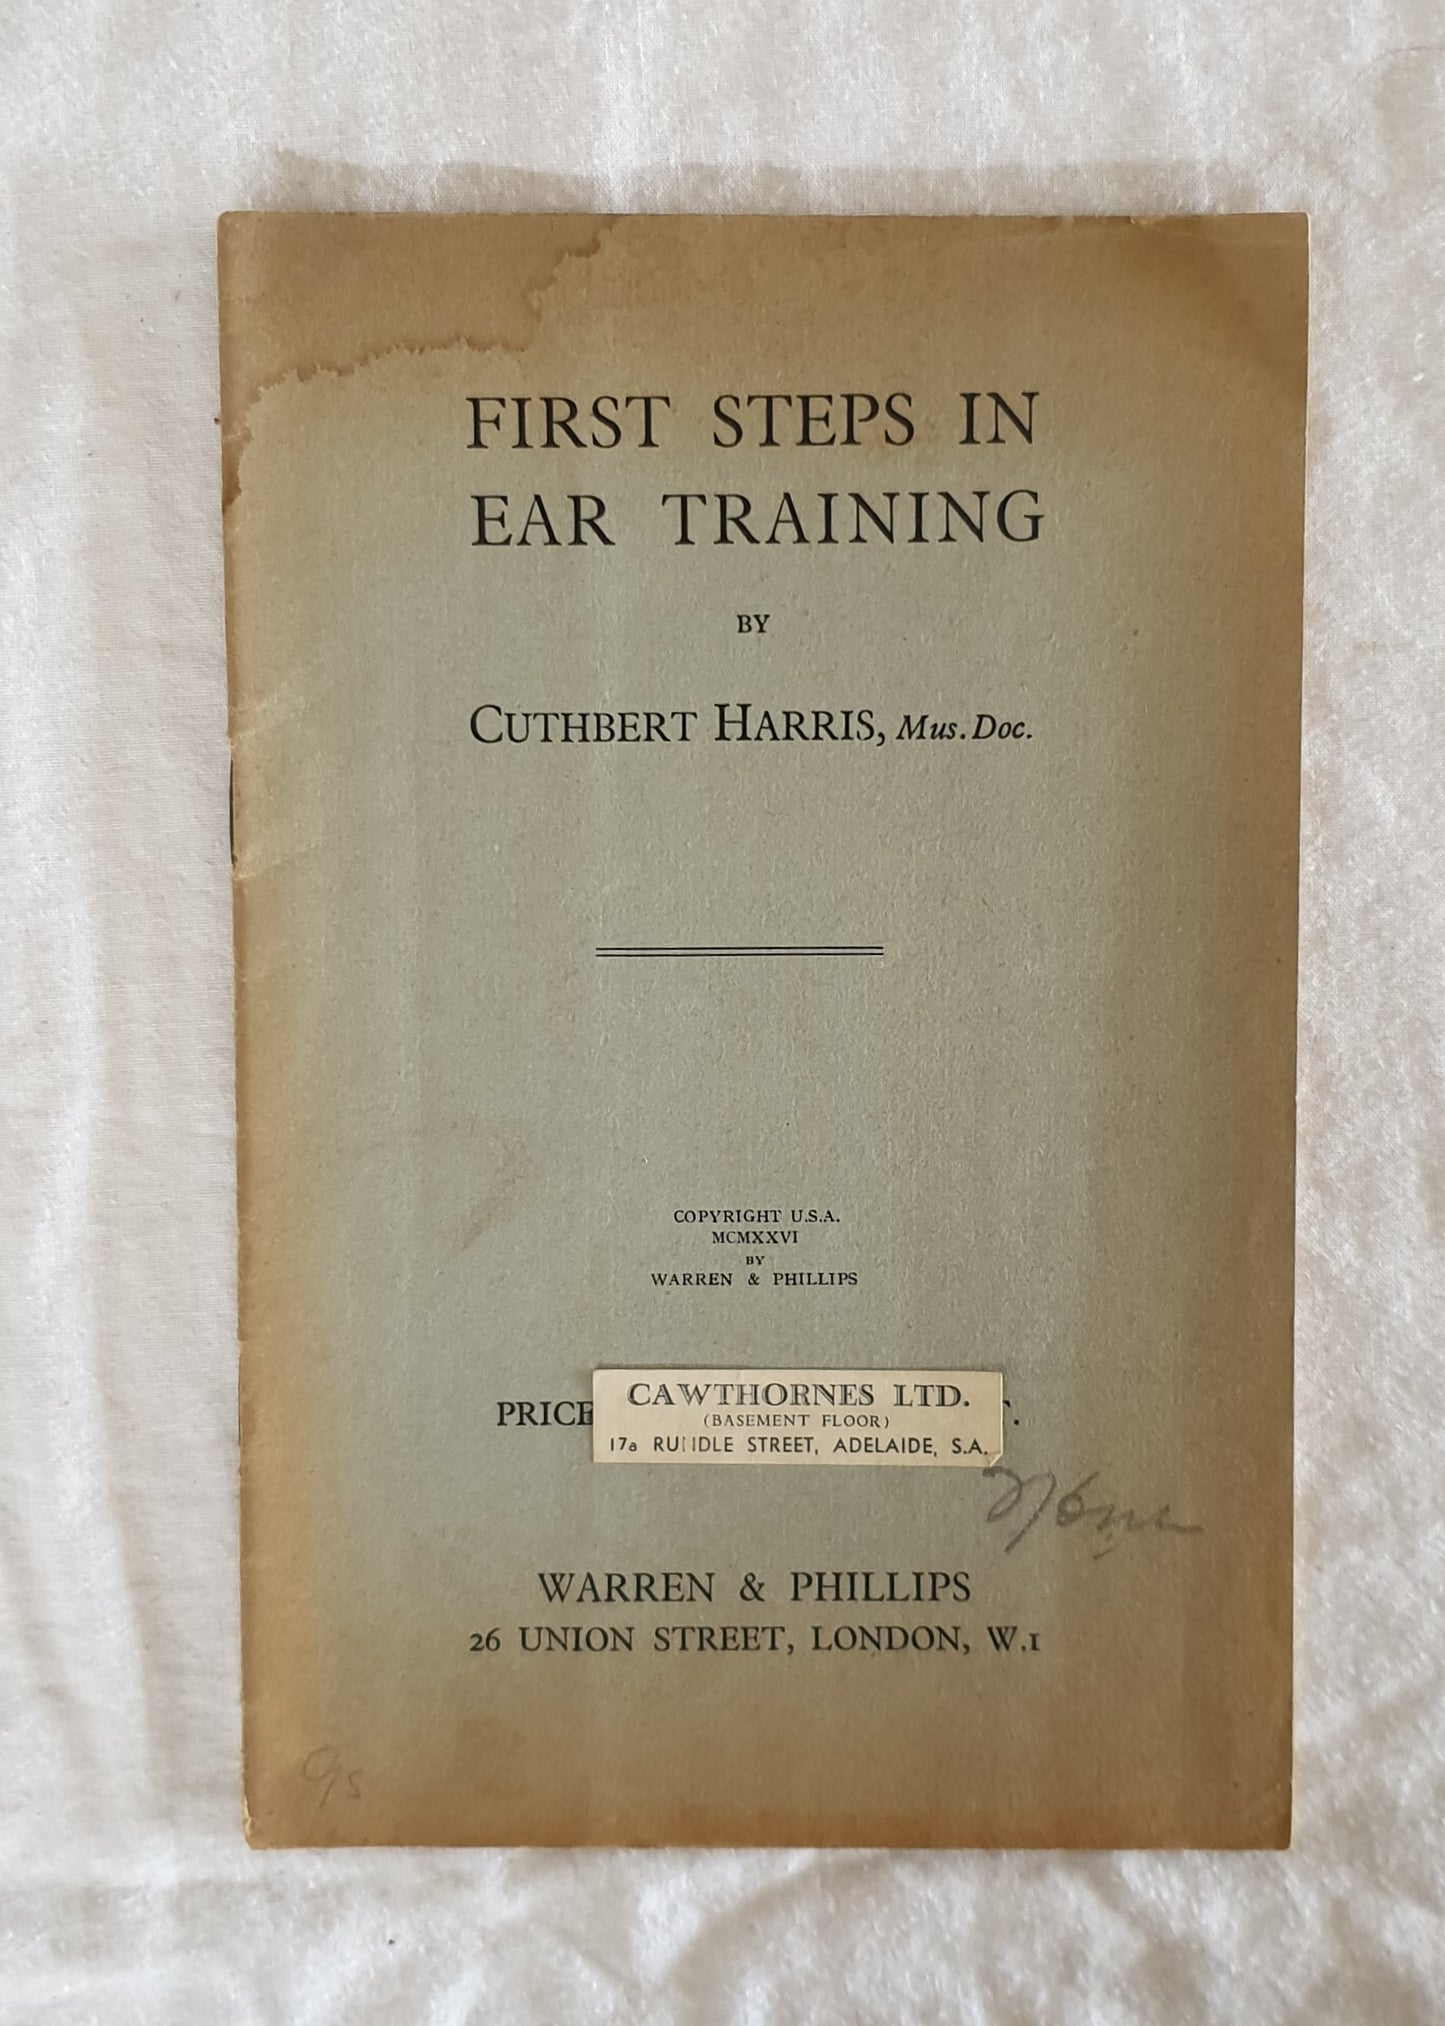 FIRST STEPS IN
EAR TRAINING
BY
CUTHBERT HARRIS, Mus. Doc.
COPYRIGHT U.S.A.
MCMXXVI
BY
WARREN & PHILLIPS
PRICE
CAWTHORNES LTD.
(BASEMENT FLOOR)
17a RUNDLE STREET, ADELAIDE, S.A.
WARREN & PHILLIPS
26 UNION STREET, LONDON, W.1